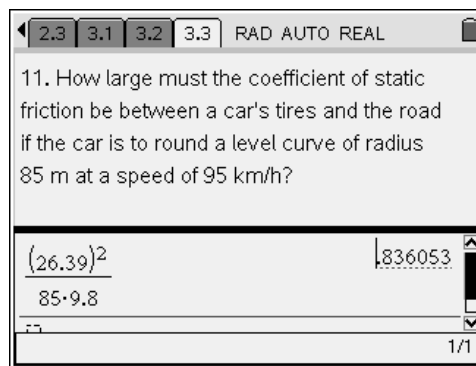 2.3 3.1 3.2 3.3 RAD AUTO REAL
11. How large must the coefficient of static
friction be between a car's tires and the road
if the car is to round a level curve of radius
85 m at a speed of 95 km/h?
(26.39)2 .836053
85·9.8
1/1